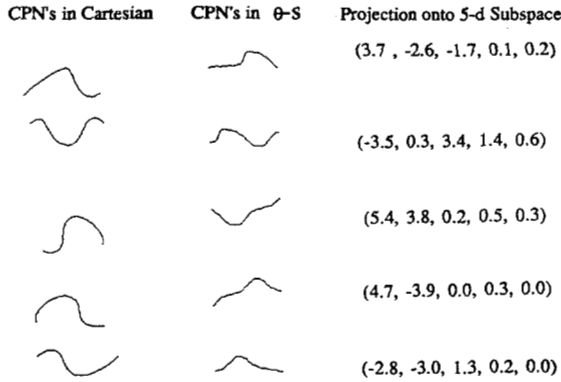 CPN's in Cartesian CPN's in θ-S Projection onto 5-d Subspace
(3.7 , -2.6, -1.7, 0.1, 0.2)
(-3.5, 0.3, 3.4, 1.4, 0.6)
(5.4, 3.8, 0.2, 0.5, 0.3)
(4.7, -3.9, 0.0, 0.3, 0.0)
(-2.8, -3.0, 1.3, 0.2, 0.0)